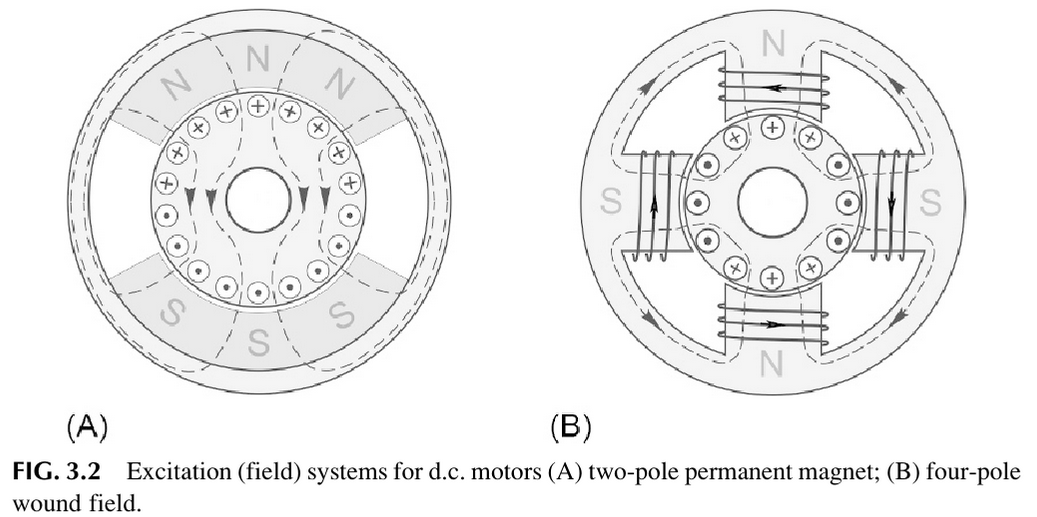 N N N
S S S
N
S S
N
(A) (B)
FIG. 3.2 Excitation (field) systems for d.c. motors (A) two-pole permanent magnet; (B) four-pole
wound field.